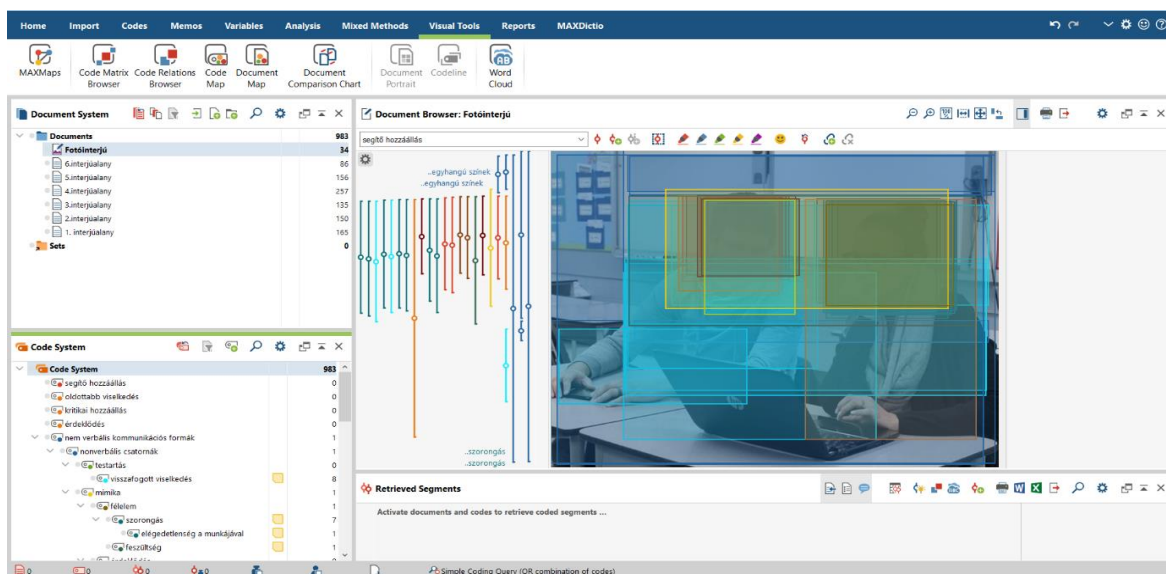 Home Import Codes Memos Variables Analysis Mixed Methods Visual Tools Reports MAXDictio
MAXMaps
Code Matrix Browser
Code Relations Browser
Code Map
Document Map
Document Comparison Chart
Document Portrait
Codeline
Word Cloud
Document System
Documents 983
Fotóinterjú 34
6.interjúalany 86
5.interjúalany 156
4.interjúalany 257
3.interjúalany 135
2.interjúalany 150
1. interjúalany 165
Sets 0
Code System
Code System 983
segítő hozzáállás 0
oldottabb viselkedés 0
kritikai hozzáállás 0
érdeklődés 0
nem verbális kommunikációs formák 1
nonverbális csatornák 1
testartás 0
visszafogott viselkedés 8
mimika 1
félelem 1
szorongás 7
elégedetlenség a munkájával 1
feszültség 1
Document Browser: Fotóinterjú
segítő hozzáállás
..egyhangú színek
..egyhangú színek
..szorongás
..szorongás
Retrieved Segments
Activate documents and codes to retrieve coded segments ...
0 0 0 0 Simple Coding Query (OR combination of codes)